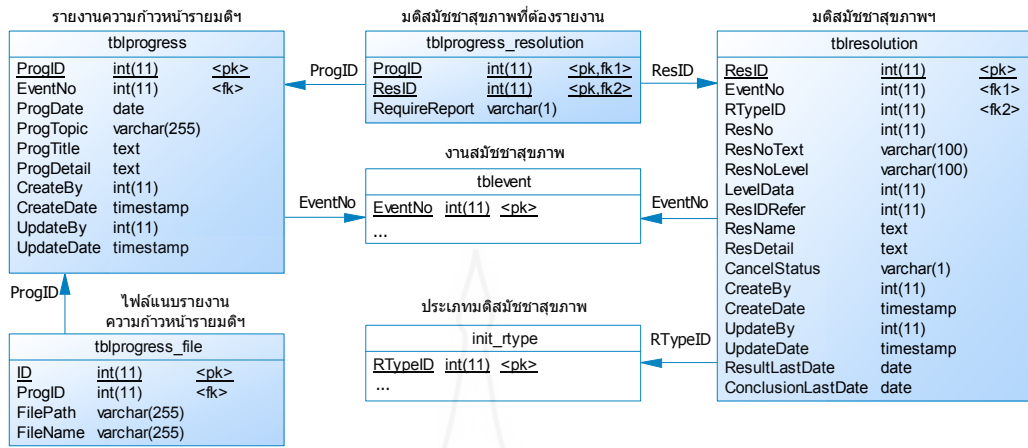 รายงานความก้าวหน้ารายมติฯ
tblprogress
ProgID int(11) <pk>
EventNo int(11) <fk>
ProgDate date
ProgTopic varchar(255)
ProgTitle text
ProgDetail text
CreateBy int(11)
CreateDate timestamp
UpdateBy int(11)
UpdateDate timestamp
ProgID
มติสมัชชาสุขภาพที่ต้องรายงาน
tblprogress_resolution
ProgID int(11) <pk,fk1>
ResID int(11) <pk,fk2>
RequireReport varchar(1)
ResID
มติสมัชชาสุขภาพฯ
tblresolution
ResID int(11) <pk>
EventNo int(11) <fk1>
RTypeID int(11) <fk2>
ResNo int(11)
ResNoText varchar(100)
ResNoLevel varchar(100)
LevelData int(11)
ResIDRefer int(11)
ResName text
ResDetail text
CancelStatus varchar(1)
CreateBy int(11)
CreateDate timestamp
UpdateBy int(11)
UpdateDate timestamp
ResultLastDate date
ConclusionLastDate date
งานสมัชชาสุขภาพ
tblevent
EventNo int(11) <pk>
...
EventNo
EventNo
ProgID
ไฟล์แนบรายงาน
ความก้าวหน้ารายมติฯ
tblprogress_file
ID int(11) <pk>
ProgID int(11) <fk>
FilePath varchar(255)
FileName varchar(255)
ประเภทมติสมัชชาสุขภาพ
init_rtype
RTypeID int(11) <pk>
...
RTypeID